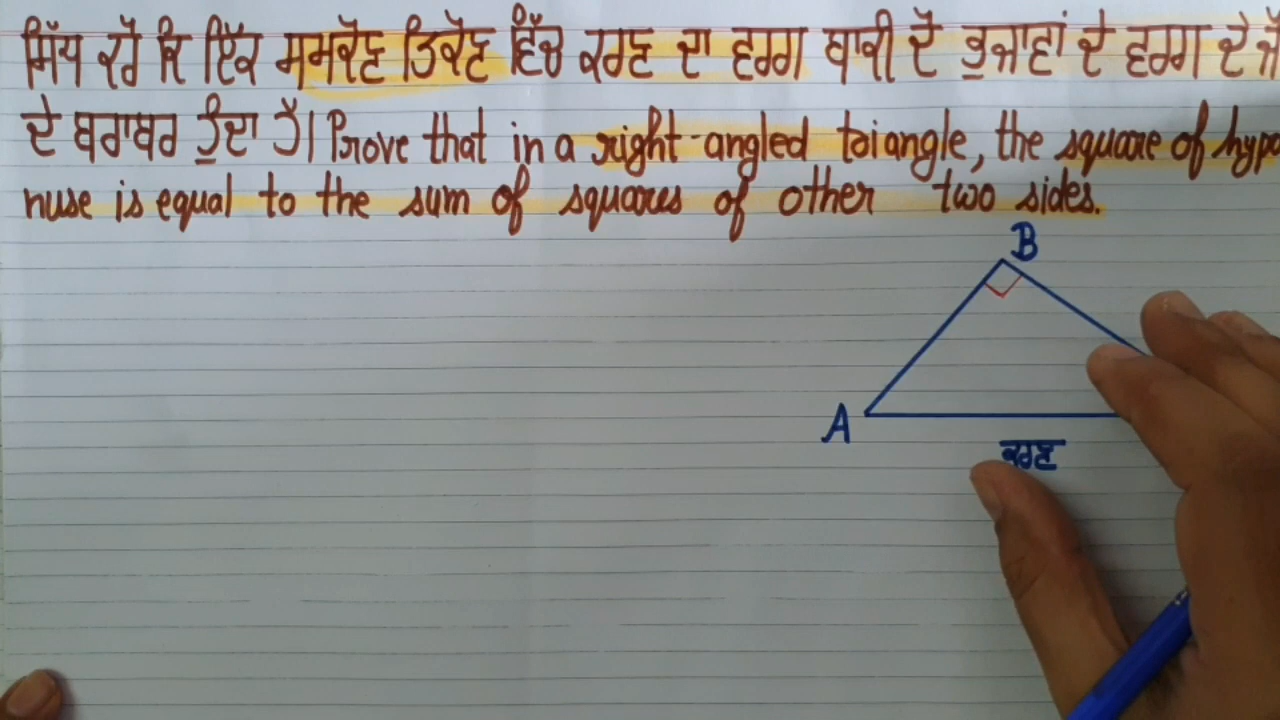 ਸਿੱਧ ਕਰੋ ਕਿ ਇੱਕ ਸਮਕੋਣ ਤਿਕੋਣ ਵਿੱਚ ਕਰਣ ਦਾ ਵਰਗ ਬਾਕੀ ਦੋ ਭੁਜਾਵਾਂ ਦੇ ਵਰਗ ਦੇ
ਦੇ ਬਰਾਬਰ ਹੁੰਦਾ ਹੈ। Prove that in a right-angled triangle, the square of hypo
nuse is equal to the sum of squares of other two sides.
B
A
ਕਰਣ